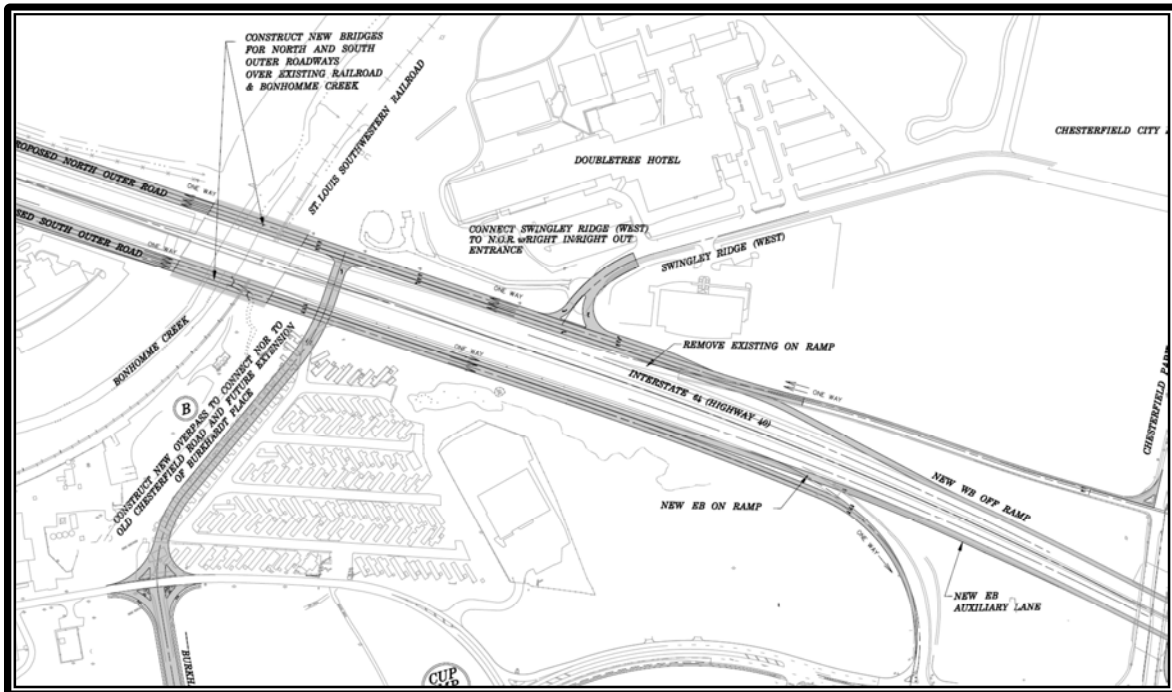 CONSTRUCT NEW BRIDGES
FOR NORTH AND SOUTH
OUTER ROADWAYS
OVER EXISTING RAILROAD
& BONHOMME CREEK
ST. LOUIS SOUTHWESTERN RAILROAD
CHESTERFIELD CITY
DOUBLETREE HOTEL
ROPOSED NORTH OUTER ROAD
ONE WAY
SED SOUTH OUTER ROAD
ONE WAY
CONNECT SWINGLEY RIDGE (WEST)
TO N.O.R. w/RIGHT IN/RIGHT OUT
ENTRANCE
SWINGLEY RIDGE (WEST)
ONE WAY
BONHOMME CREEK
ONE WAY
REMOVE EXISTING ON RAMP
INTERSTATE 64 (HIGHWAY 40)
ONE WAY
CHESTERFIELD PARK
B
CONSTRUCT NEW OVERPASS TO CONNECT NOR TO
OLD CHESTERFIELD ROAD AND FUTURE EXTENSION
OF BURKHARDT PLACE
NEW EB ON RAMP
NEW WB OFF RAMP
ONE WAY
NEW EB
AUXILIARY LANE
BURKHA
CUP